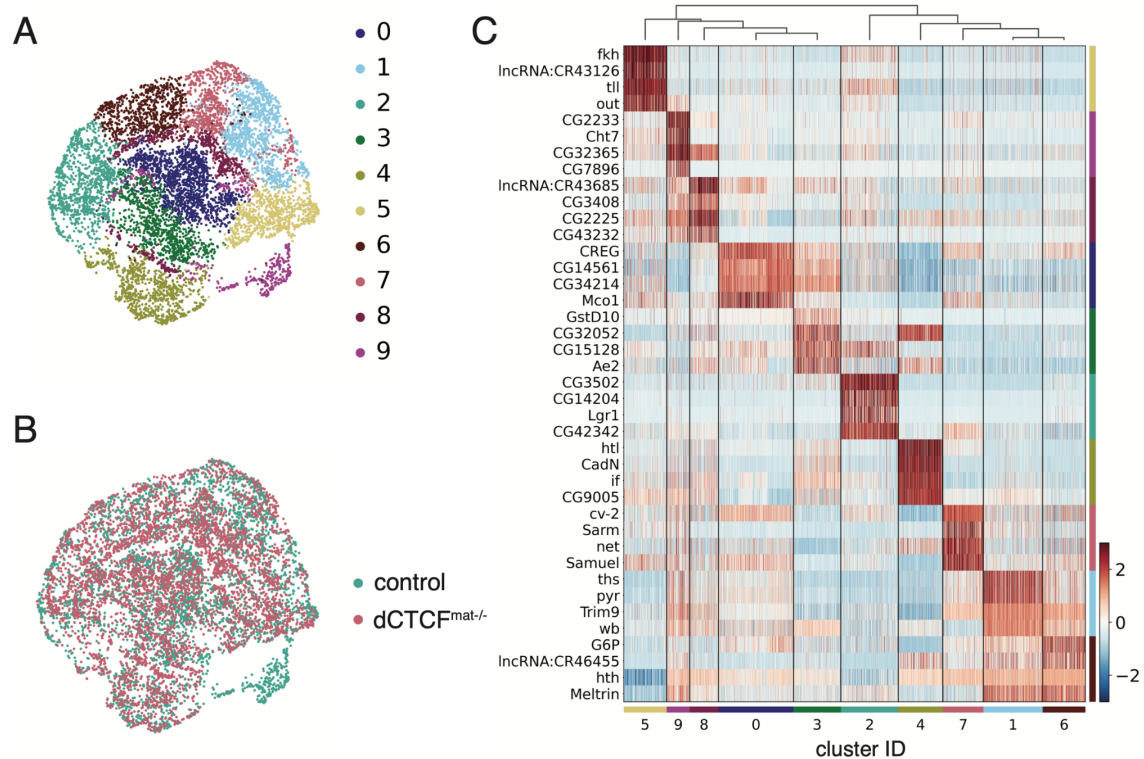 A
0
1
2
3
4
5
6
7
8
9
B
control
dCTCFmat-/-
C
fkh
lncRNA:CR43126
tll
out
CG2233
Cht7
CG32365
CG7896
lncRNA:CR43685
CG3408
CG2225
CG43232
CREG
CG14561
CG34214
Mco1
GstD10
CG32052
CG15128
Ae2
CG3502
CG14204
Lgr1
CG42342
htl
CadN
if
CG9005
cv-2
Sarm
net
Samuel
ths
pyr
Trim9
wb
G6P
lncRNA:CR46455
hth
Meltrin
2
0
−2
5 9 8 0 3 2 4 7 1 6
cluster ID